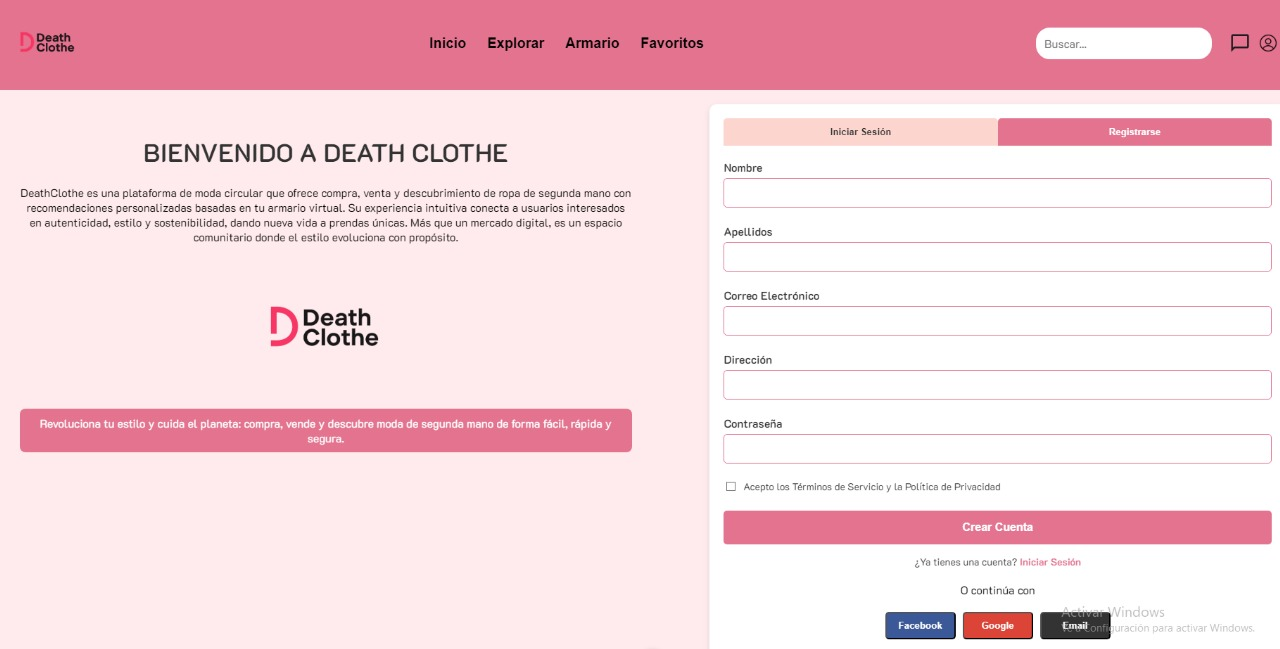 Death
Clothe
Inicio Explorar Armario Favoritos
Buscar...
BIENVENIDO A DEATH CLOTHE
DeathClothe es una plataforma de moda circular que ofrece compra, venta y descubrimiento de ropa de segunda mano con
recomendaciones personalizadas basadas en tu armario virtual. Su experiencia intuitiva conecta a usuarios interesados
en autenticidad, estilo y sostenibilidad, dando nueva vida a prendas únicas. Más que un mercado digital, es un espacio
comunitario donde el estilo evoluciona con propósito.
Death
Clothe
Revoluciona tu estilo y cuida el planeta: compra, vende y descubre moda de segunda mano de forma fácil, rápida y
segura.
Iniciar Sesión Registrarse
Nombre
Apellidos
Correo Electrónico
Dirección
Contraseña
Acepto los Términos de Servicio y la Política de Privacidad
Crear Cuenta
¿Ya tienes una cuenta? Iniciar Sesión
O continúa con
Facebook Google Email
Activar Windows
Ve a Configuración para activar Windows.